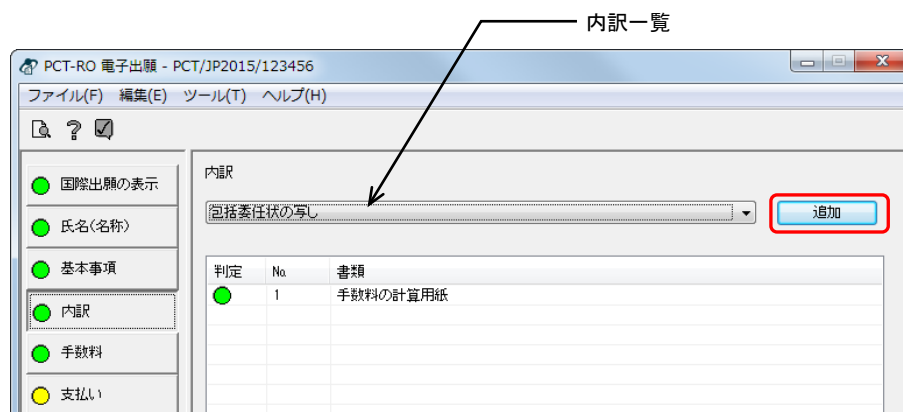 内訳一覧
PCT-RO 電子出願 - PCT/JP2015/123456
ファイル(F) 編集(E) ツール(T) ヘルプ(H)
内訳
国際出願の表示
包括委任状の写し 追加
氏名(名称)
基本事項
判定 No. 書類
1 手数料の計算用紙
内訳
手数料
支払い